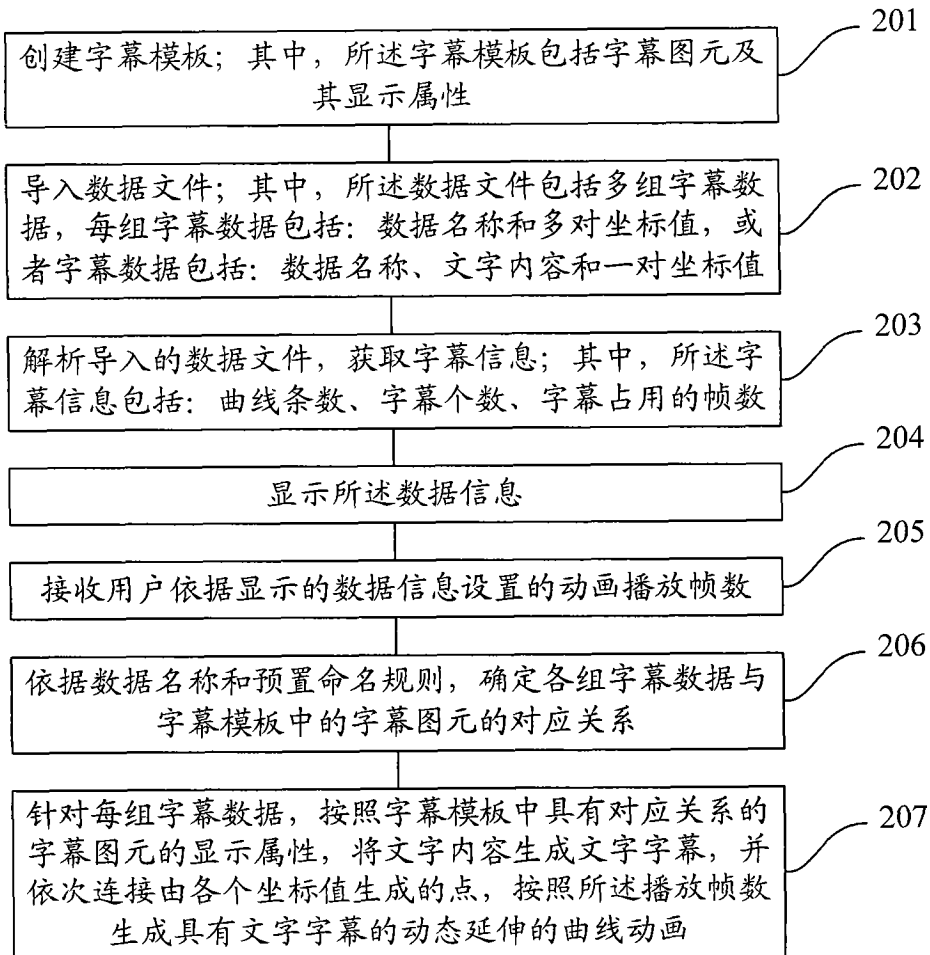 创建字幕模板；其中，所述字幕模板包括字幕图元及
其显示属性
201
导入数据文件；其中，所述数据文件包括多组字幕数
据，每组字幕数据包括：数据名称和多对坐标值，或
者字幕数据包括：数据名称、文字内容和一对坐标值
202
解析导入的数据文件，获取字幕信息；其中，所述字
幕信息包括：曲线条数、字幕个数、字幕占用的帧数
203
显示所述数据信息
204
接收用户依据显示的数据信息设置的动画播放帧数
205
依据数据名称和预置命名规则，确定各组字幕数据与
字幕模板中的字幕图元的对应关系
206
针对每组字幕数据，按照字幕模板中具有对应关系的
字幕图元的显示属性，将文字内容生成文字字幕，并
依次连接由各个坐标值生成的点，按照所述播放帧数
生成具有文字字幕的动态延伸的曲线动画
207